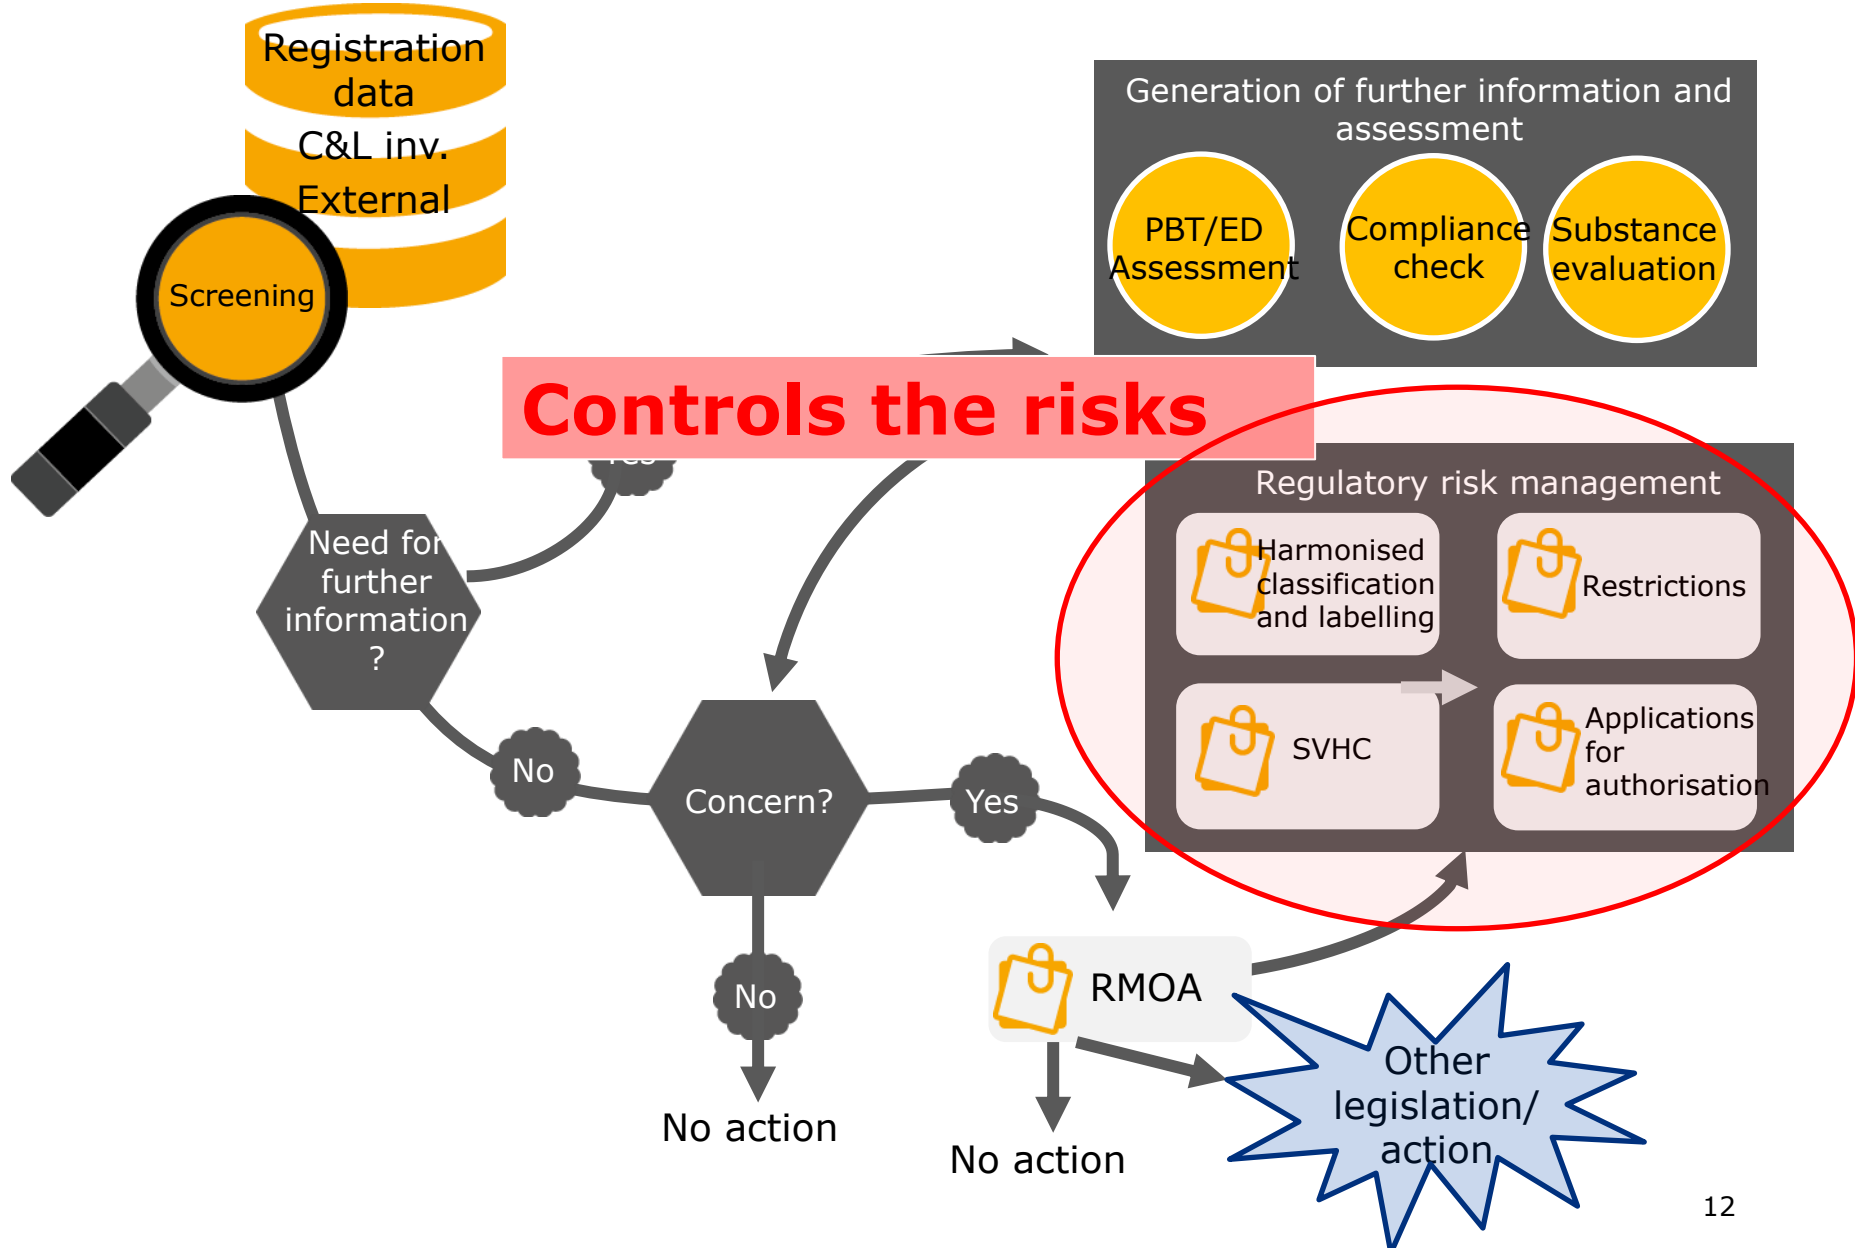 Registration
data
C&L inv.
External
Screening
Generation of further information and
assessment
PBT/ED
Assessment
Compliance
check
Substance
evaluation
Controls the risks
Yes
Need for
further
information
?
Regulatory risk management
Harmonised
classification
and labelling
Restrictions
SVHC
Applications
for
authorisation
No
Concern?
Yes
No
RMOA
No action
No action
Other
legislation/
action
12